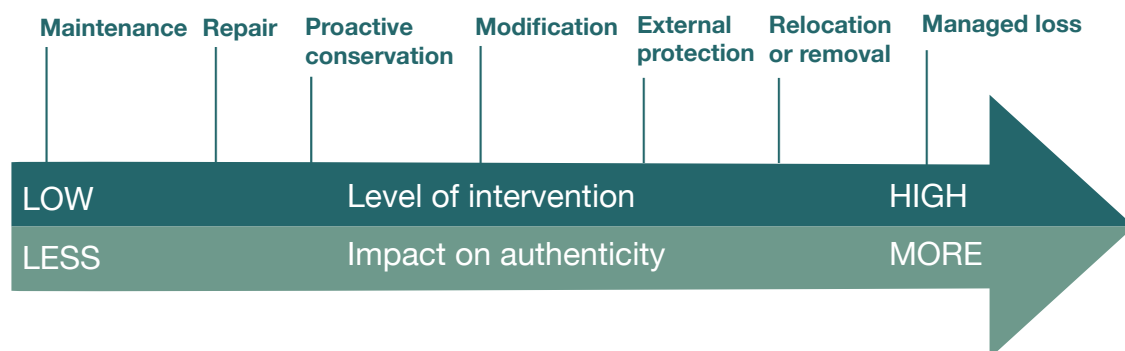 Maintenance
Repair
Proactive
conservation
Modification
External
protection
Relocation
or removal
Managed loss
LOW Level of intervention HIGH
LESS Impact on authenticity MORE